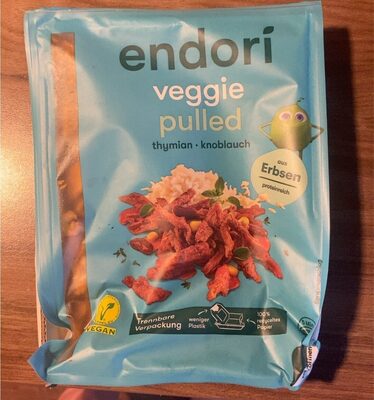 endori
veggie
pulled
thymian · knoblauch
aus
Erbsen
proteinreich
VEGAN
Trennbare
Verpackung
weniger
Plastik
100%
recyceltes
Papier